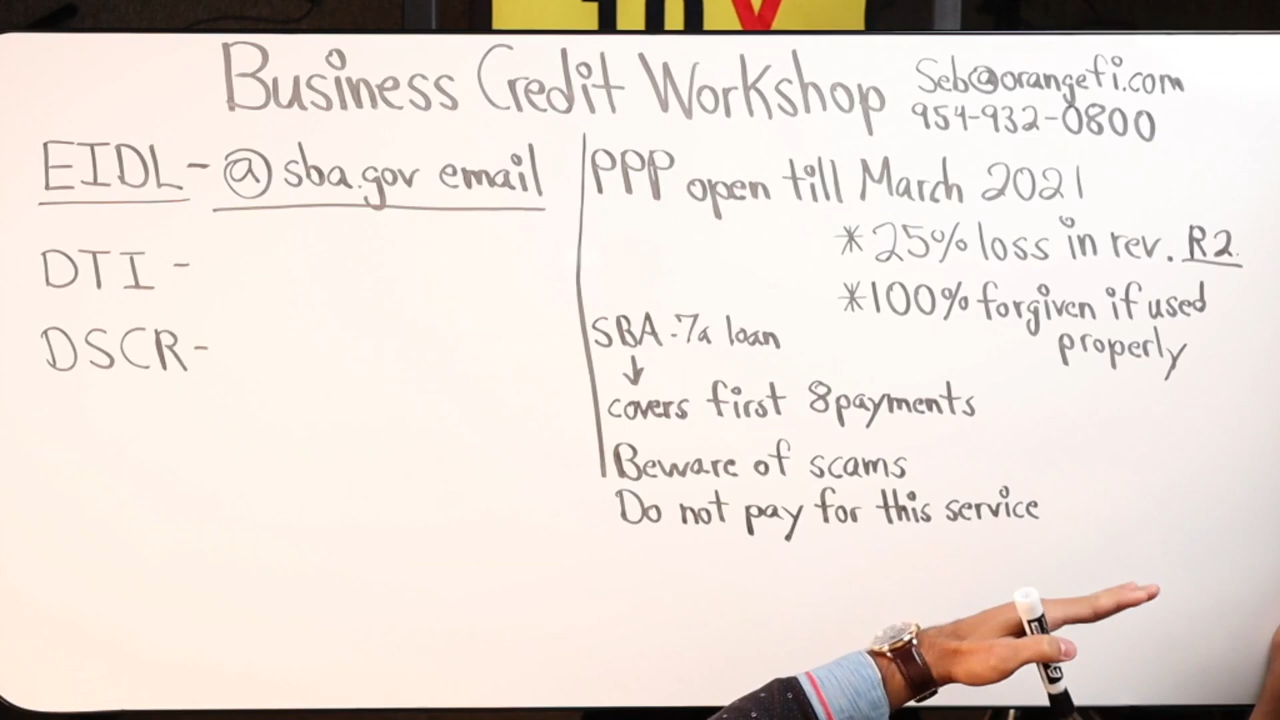 Business Credit Workshop
Seb@orangefi.com
954-932-0800
EIDL - @sba.gov email
DTI -
DSCR -
PPP open till March 2021
*25% loss in rev. R2
*100% forgiven if used
properly
SBA-7a loan
↓
covers first 8payments
Beware of scams
Do not pay for this service